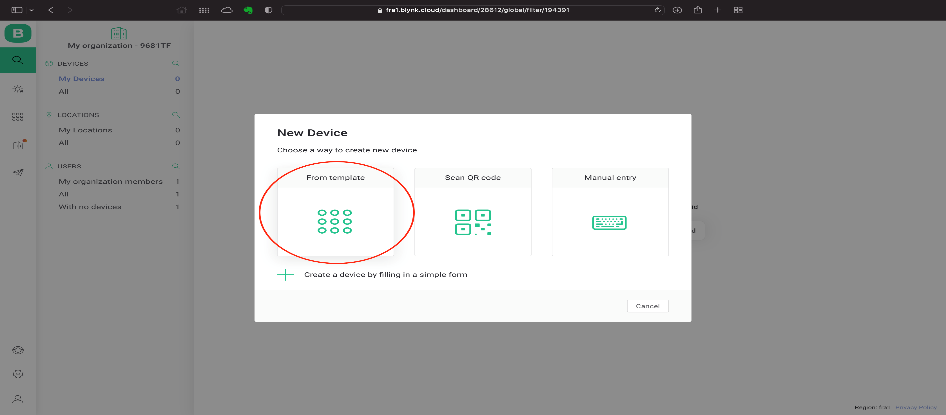 fra1.blynk.cloud/dashboard/28612/global/filter/194391
B
My organization - 9681TF
DEVICES
My Devices 0
All 0
LOCATIONS
My Locations 0
All 0
USERS
My organization members 1
All 1
With no devices 1
New Device
Choose a way to create new device
From template
Scan QR code
Manual entry
Create a device by filling in a simple form
Cancel
Region: fra1 Privacy Policy